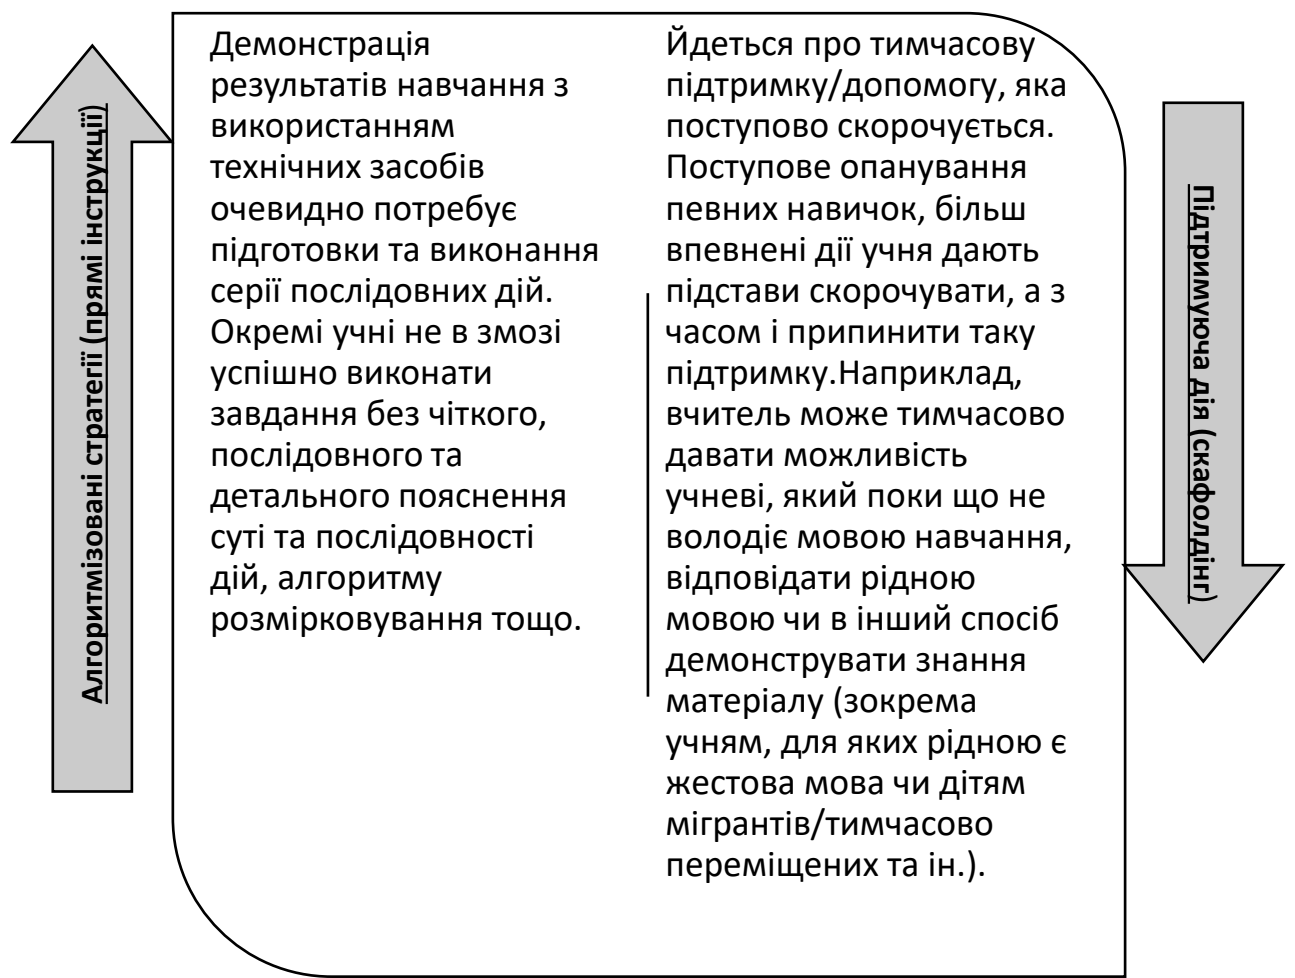 Алгоритмізовані стратегії (прямі інструкції)
Демонстрація
результатів навчання з
використанням
технічних засобів
очевидно потребує
підготовки та виконання
серії послідовних дій.
Окремі учні не в змозі
успішно виконати
завдання без чіткого,
послідовного та
детального пояснення
суті та послідовності
дій, алгоритму
розмірковування тощо.
Йдеться про тимчасову
підтримку/допомогу, яка
поступово скорочується.
Поступове опанування
певних навичок, більш
впевнені дії учня дають
підстави скорочувати, а з
часом і припинити таку
підтримку.Наприклад,
вчитель може тимчасово
давати можливість
учневі, який поки що не
володіє мовою навчання,
відповідати рідною
мовою чи в інший спосіб
демонструвати знання
матеріалу (зокрема
учням, для яких рідною є
жестова мова чи дітям
мігрантів/тимчасово
переміщених та ін.).
Підтримуюча дія (скафолдінг)